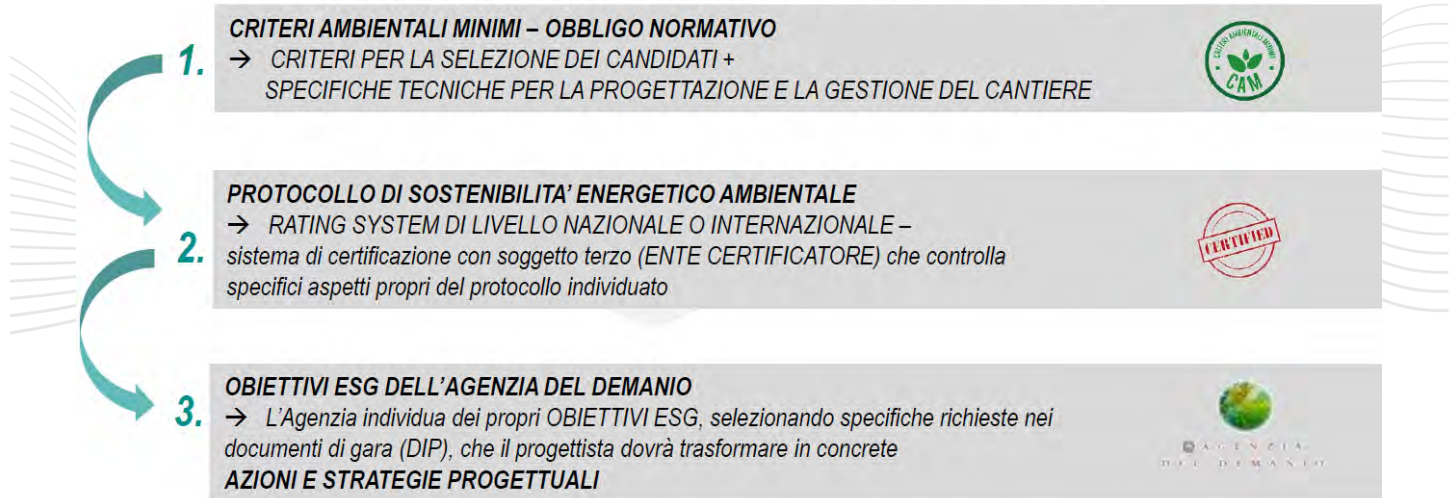 1.
CRITERI AMBIENTALI MINIMI – OBBLIGO NORMATIVO
→ CRITERI PER LA SELEZIONE DEI CANDIDATI +
SPECIFICHE TECNICHE PER LA PROGETTAZIONE E LA GESTIONE DEL CANTIERE
CRITERI AMBIENTALI MINIMI
CAM
2.
PROTOCOLLO DI SOSTENIBILITA’ ENERGETICO AMBIENTALE
→ RATING SYSTEM DI LIVELLO NAZIONALE O INTERNAZIONALE –
sistema di certificazione con soggetto terzo (ENTE CERTIFICATORE) che controlla
specifici aspetti propri del protocollo individuato
CERTIFIED
3.
OBIETTIVI ESG DELL’AGENZIA DEL DEMANIO
→ L’Agenzia individua dei propri OBIETTIVI ESG, selezionando specifiche richieste nei
documenti di gara (DIP), che il progettista dovrà trasformare in concrete
AZIONI E STRATEGIE PROGETTUALI
AGENZIA
DEL DEMANIO